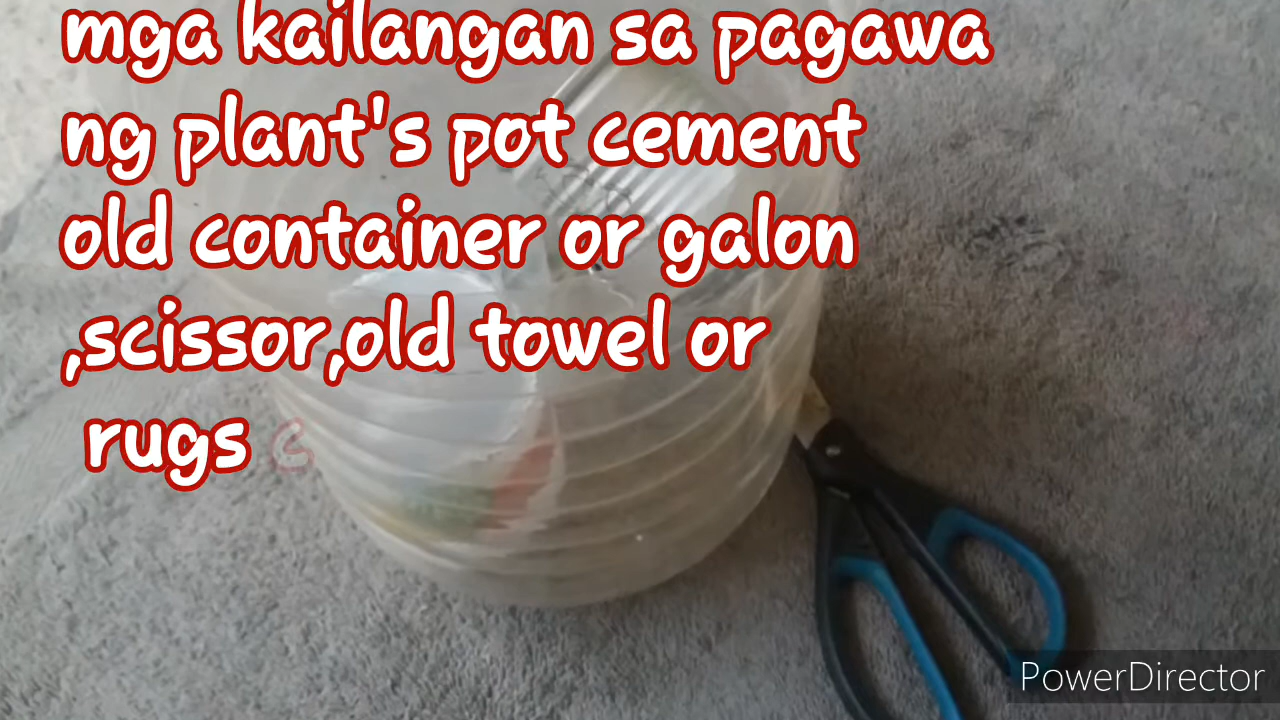 mga kailangan sa pagawa
ng plant's pot cement
old container or galon
,scissor,old towel or
rugs c
PowerDirector